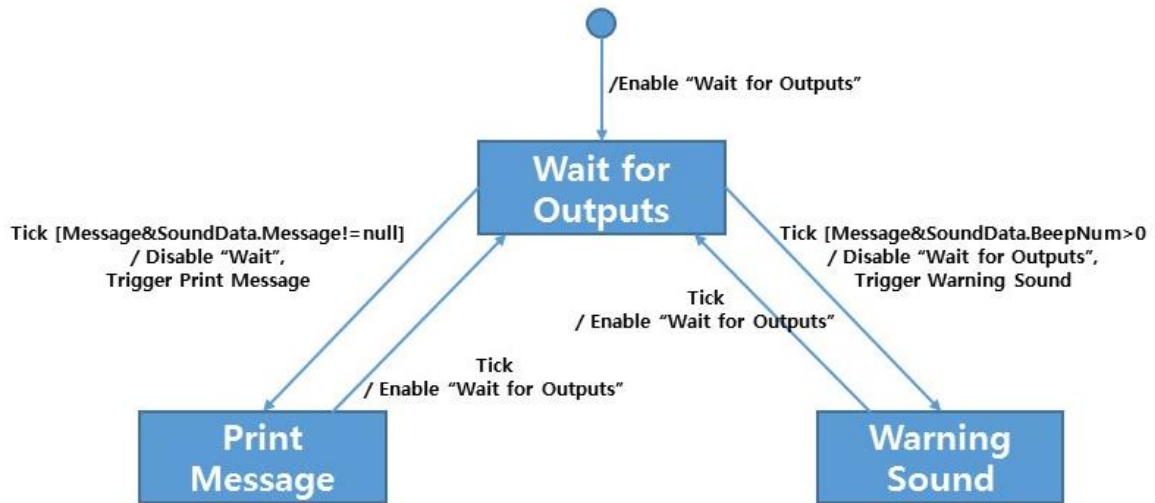 /Enable “Wait for Outputs”
Wait for
Outputs
Tick [Message&SoundData.Message!=null]
/ Disable “Wait”,
Trigger Print Message
Tick [Message&SoundData.BeepNum>0
/ Disable “Wait for Outputs”,
Trigger Warning Sound
Tick
/ Enable “Wait for Outputs”
Tick
/ Enable “Wait for Outputs”
Print
Message
Warning
Sound